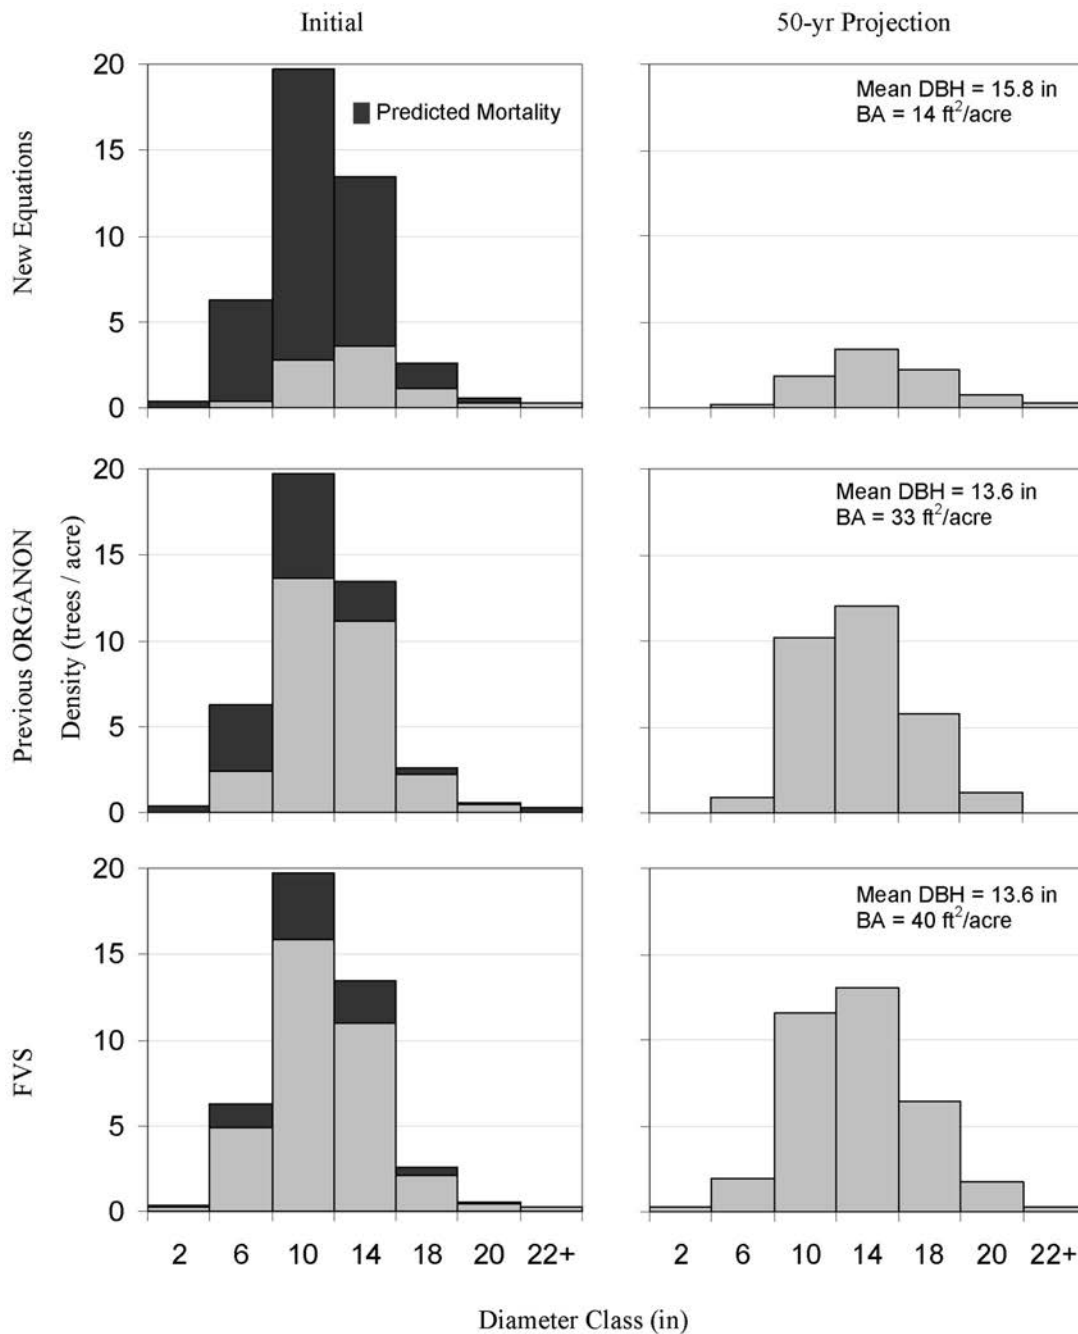 Initial
50-yr Projection
New Equations
20
15
10
5
0
Predicted Mortality
Mean DBH = 15.8 in
BA = 14 ft²/acre
Previous ORGANON
Density (trees / acre)
20
15
10
5
0
Mean DBH = 13.6 in
BA = 33 ft²/acre
FVS
20
15
10
5
0
Mean DBH = 13.6 in
BA = 40 ft²/acre
2 6 10 14 18 20 22+
2 6 10 14 18 20 22+
Diameter Class (in)